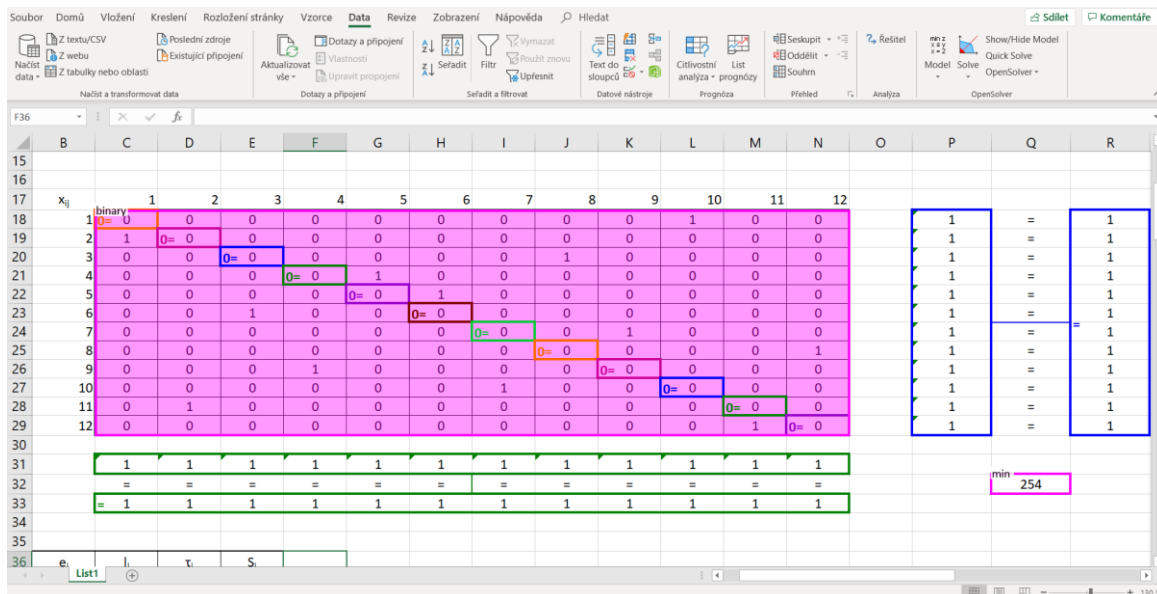 Soubor Domů Vložení Kreslení Rozložení stránky Vzorce Data Revize Zobrazení Nápověda Hledat Sdílet Komentáře
Načíst data
Z textu/CSV
Z webu
Z tabulky nebo oblasti
Poslední zdroje
Existující připojení
Načíst a transformovat data
Aktualizovat vše
Dotazy a připojení
Vlastnosti
Upravit propojení
Dotazy a připojení
Seřadit
Filtr
Vymazat
Použít znovu
Upřesnit
Seřadit a filtrovat
Text do sloupců
Datové nástroje
Citlivostní analýza
List prognózy
Prognóza
Seskupit
Oddělit
Souhrn
Přehled
Řešitel
Analýza
min z
Model
Solve
Show/Hide Model
Quick Solve
OpenSolver
OpenSolver
F36 fx
B C D E F G H I J K L M N O P Q R
15
16
17 xij 1 2 3 4 5 6 7 8 9 10 11 12
binary
18 1 0= 0 0 0 0 0 0 0 0 0 1 0 0 1 = 1
19 2 1 0= 0 0 0 0 0 0 0 0 0 0 0 1 = 1
20 3 0 0 0= 0 0 0 0 0 1 0 0 0 0 1 = 1
21 4 0 0 0 0= 0 1 0 0 0 0 0 0 0 1 = 1
22 5 0 0 0 0 0= 0 1 0 0 0 0 0 0 1 = 1
23 6 0 0 1 0 0 0= 0 0 0 0 0 0 0 1 = 1
24 7 0 0 0 0 0 0 0= 0 0 1 0 0 0 1 = = 1
25 8 0 0 0 0 0 0 0 0= 0 0 0 0 1 1 = 1
26 9 0 0 0 1 0 0 0 0 0= 0 0 0 0 1 = 1
27 10 0 0 0 0 0 0 1 0 0 0= 0 0 0 1 = 1
28 11 0 1 0 0 0 0 0 0 0 0 0= 0 0 1 = 1
29 12 0 0 0 0 0 0 0 0 0 0 1 0= 0 1 = 1
30
31 1 1 1 1 1 1 1 1 1 1 1 1
min
32 = = = = = = = = = = = = 254
33 = 1 1 1 1 1 1 1 1 1 1 1 1
34
35
36
List1